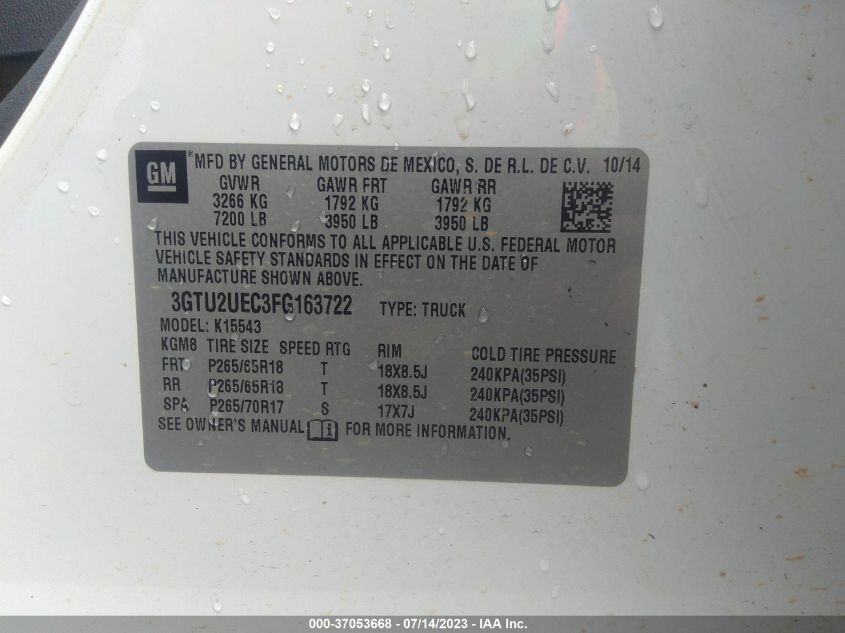 GM ® MFD BY GENERAL MOTORS DE MEXICO, S. DE R.L. DE C.V. 10/14
GVWR GAWR FRT GAWR RR
3266 KG 1792 KG 1792 KG
7200 LB 3950 LB 3950 LB
THIS VEHICLE CONFORMS TO ALL APPLICABLE U.S. FEDERAL MOTOR
VEHICLE SAFETY STANDARDS IN EFFECT ON THE DATE OF
MANUFACTURE SHOWN ABOVE.
3GTU2UEC3FG163722 TYPE: TRUCK
MODEL: K15543
KGM8 TIRE SIZE SPEED RTG RIM COLD TIRE PRESSURE
FRT P265/65R18 T 18X8.5J 240KPA(35PSI)
RR P265/65R18 T 18X8.5J 240KPA(35PSI)
SPA P265/70R17 S 17X7J 240KPA(35PSI)
SEE OWNER'S MANUAL FOR MORE INFORMATION.
000-37053668 - 07/14/2023 - IAA Inc.